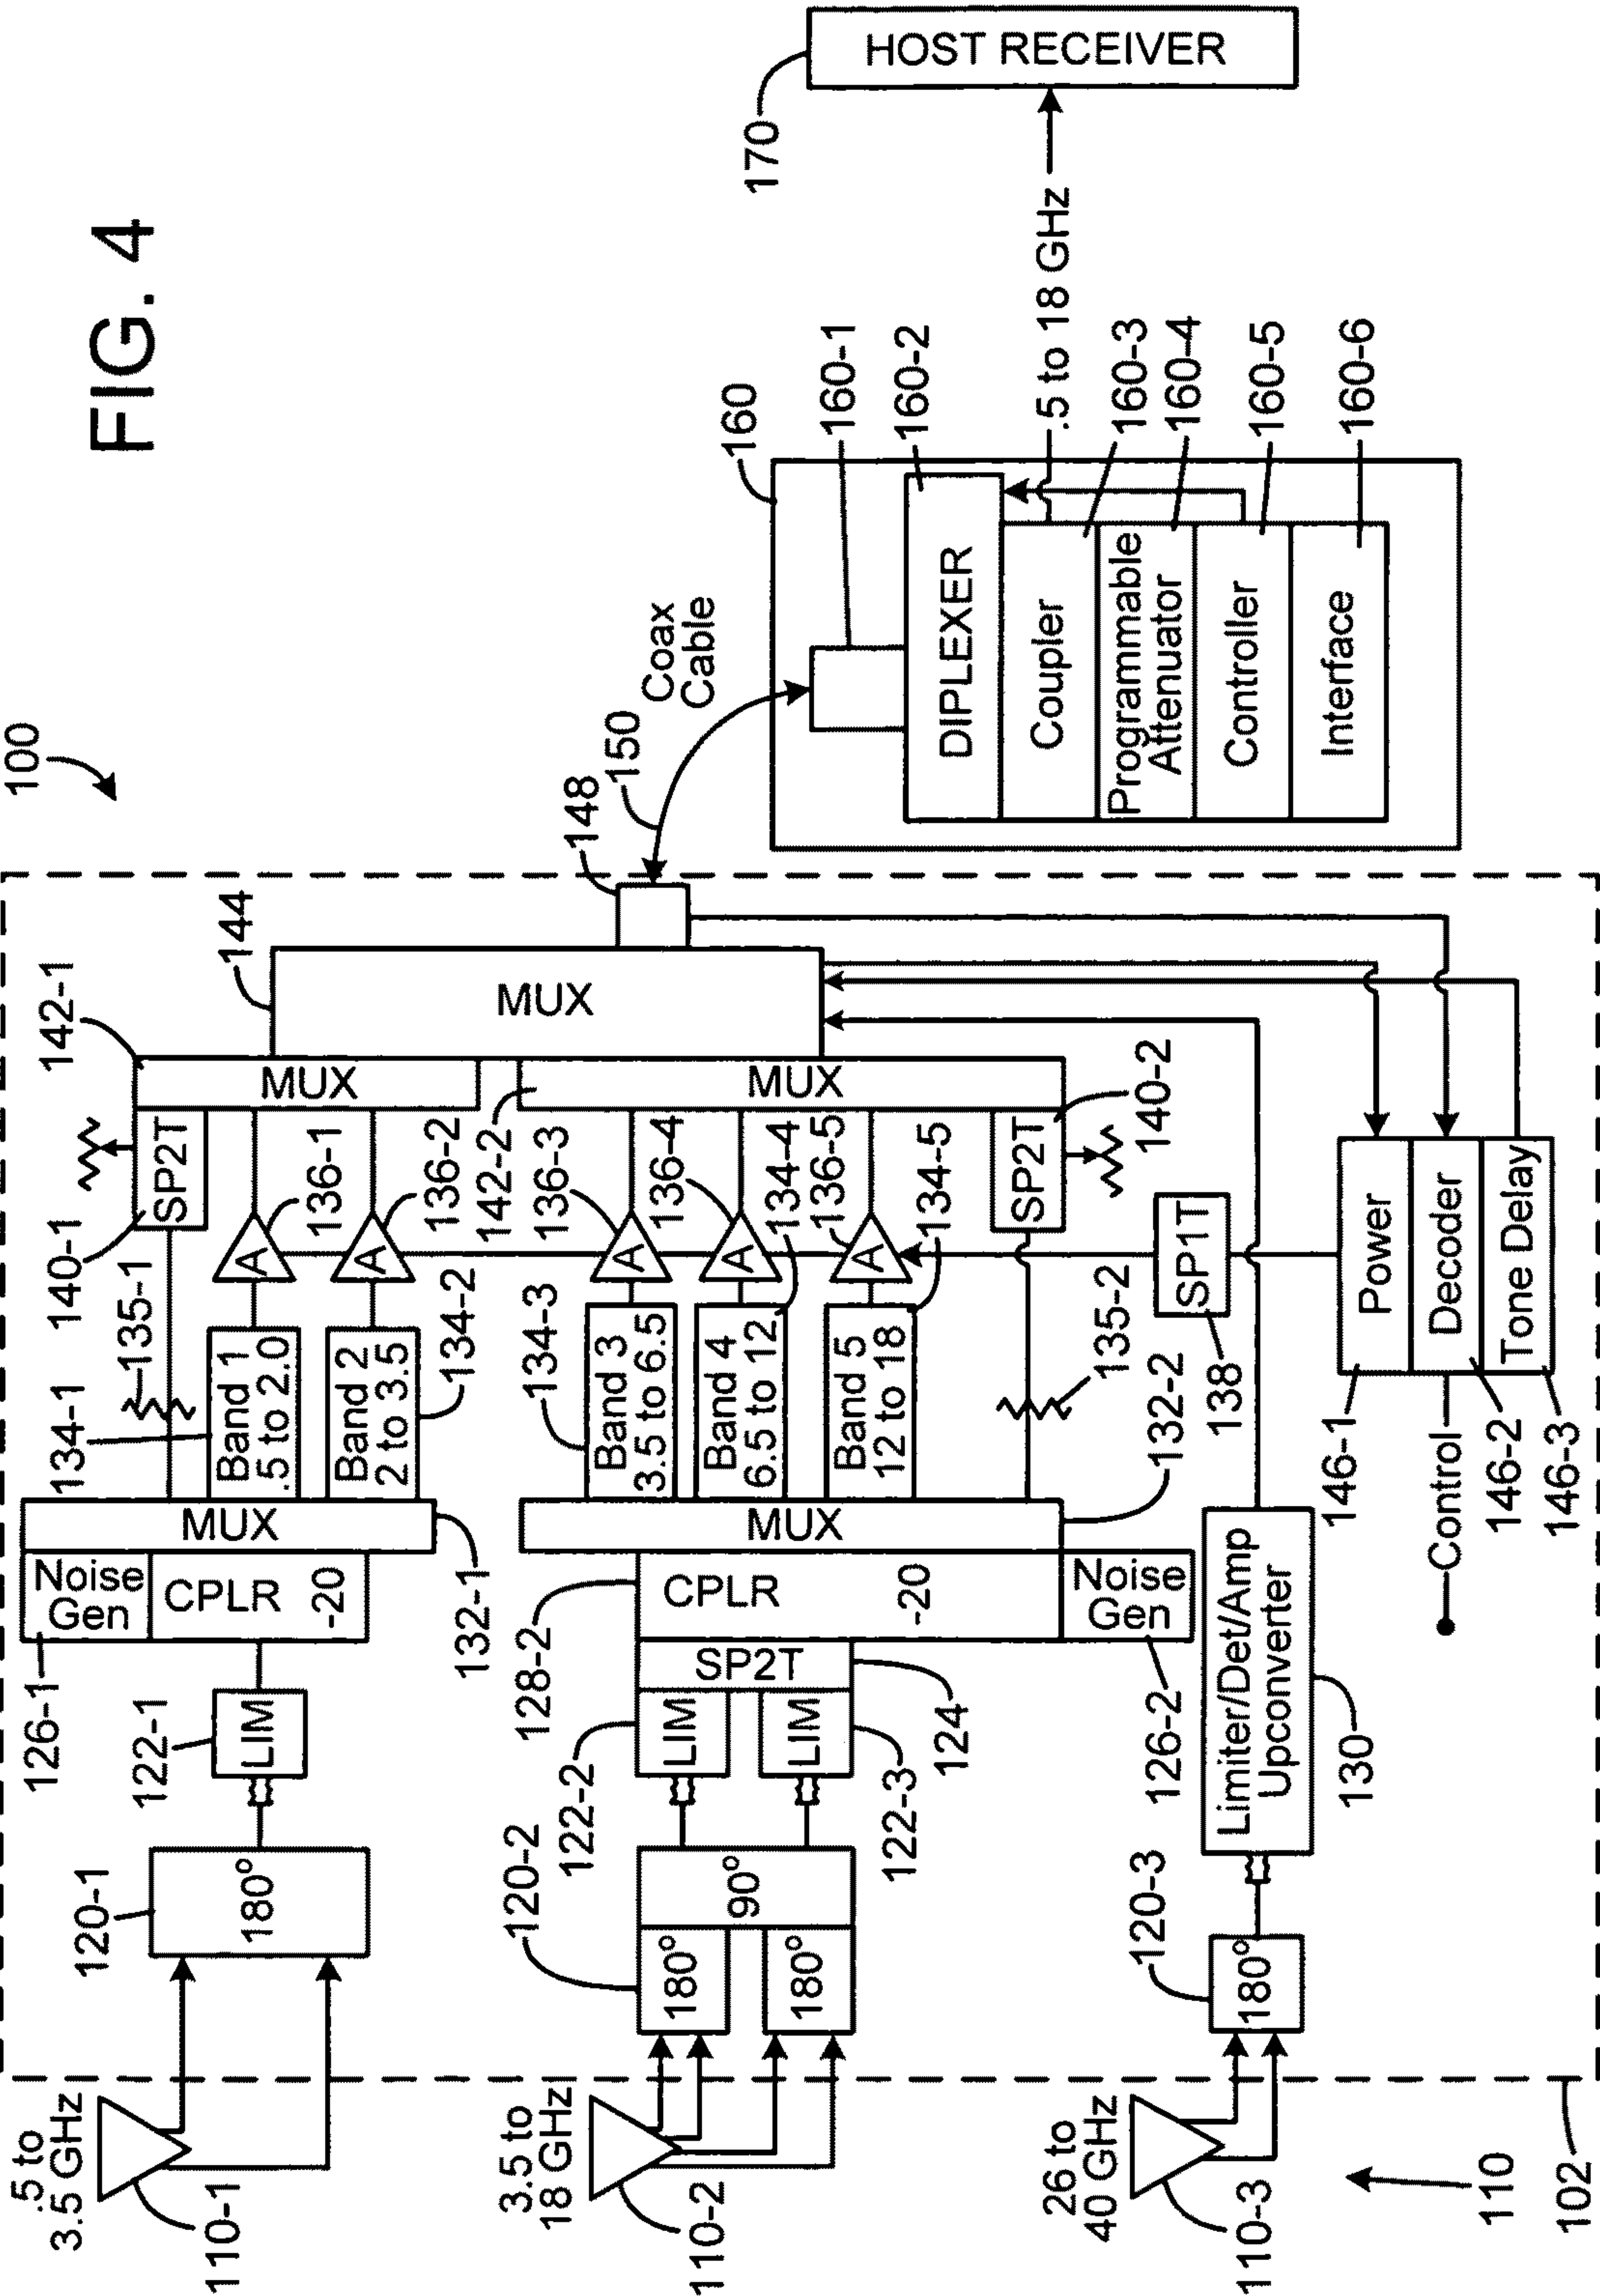 FIG. 4
100
.5 to
3.5 GHz
110-1
120-1
180°
122-1
LIM
126-1
Noise
Gen
CPLR
-20
132-1
MUX
134-1
Band 1
.5 to 2.0
Band 2
2 to 3.5
134-2
135-1
140-1
SP2T
A
136-1
A
136-2
142-1
MUX
144
MUX
148
150
Coax
Cable
3.5 to
18 GHz
110-2
120-2
180°
180°
90°
122-2
LIM
LIM
122-3
SP2T
124
128-2
CPLR
-20
Noise
Gen
126-2
MUX
132-2
134-3
Band 3
3.5 to 6.5
Band 4
6.5 to 12
134-4
Band 5
12 to 18
134-5
135-2
A
136-3
A
136-4
A
136-5
142-2
MUX
SP2T
140-2
26 to
40 GHz
110-3
120-3
180°
Limiter/Det/Amp
Upconverter
130
SP1T
138
Power
Decoder
Tone Delay
146-1
146-2
146-3
Control
110
102
160
160-1
160-2
DIPLEXER
Coupler
160-3
Programmable
Attenuator
160-4
Controller
160-5
Interface
160-6
.5 to 18 GHz
170
HOST RECEIVER